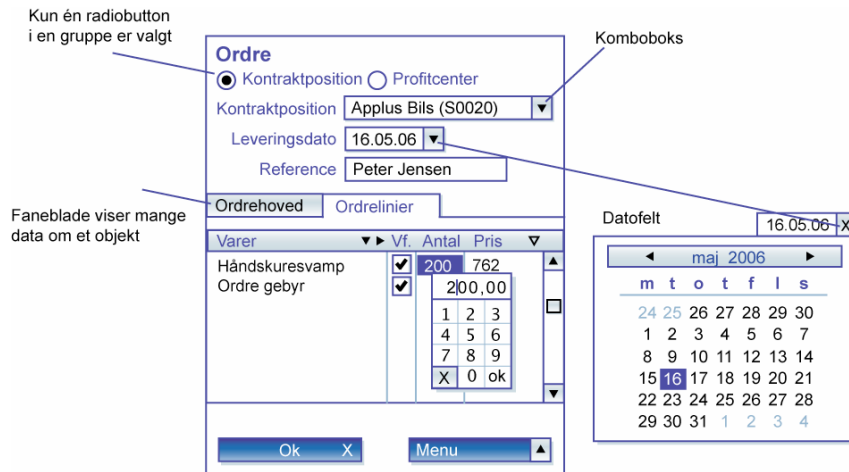 Kun én radiobutton
i en gruppe er valgt
Komboboks
Ordre
Kontraktposition Profitcenter
Kontraktposition Applus Bils (S0020)
Leveringsdato 16.05.06
Reference Peter Jensen
Faneblade viser mange
data om et objekt
Ordrehoved Ordrelinier
Varer Vf. Antal Pris
Håndskuresvamp 200 762
Ordre gebyr
200,00
1 2 3
4 5 6
7 8 9
X 0 ok
Ok X Menu
Datofelt
16.05.06 X
maj 2006
m t o t f l s
24 25 26 27 28 29 30
1 2 3 4 5 6 7
8 9 10 11 12 13 14
15 16 17 18 19 20 21
22 23 24 25 26 27 28
29 30 31 1 2 3 4